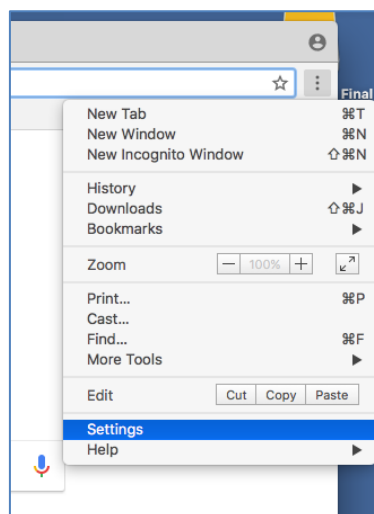 Final
New Tab ⌘T
New Window ⌘N
New Incognito Window ⇧⌘N
History
Downloads ⇧⌘J
Bookmarks
Zoom — 100% +
Print... ⌘P
Cast...
Find... ⌘F
More Tools
Edit Cut Copy Paste
Settings
Help